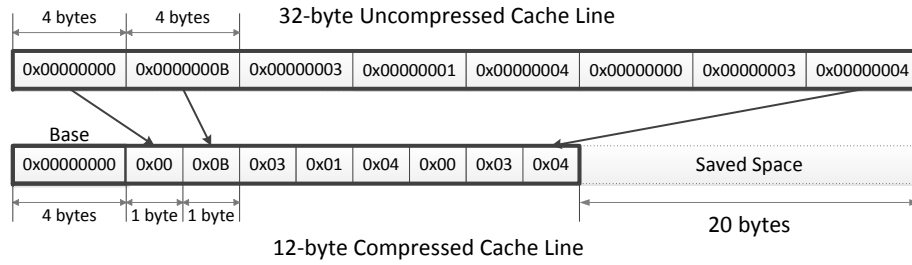 32-byte Uncompressed Cache Line
4 bytes 4 bytes
0x00000000 0x0000000B 0x00000003 0x00000001 0x00000004 0x00000000 0x00000003 0x00000004
Base
0x00000000 0x00 0x0B 0x03 0x01 0x04 0x00 0x03 0x04 Saved Space
4 bytes 1 byte 1 byte 20 bytes
12-byte Compressed Cache Line